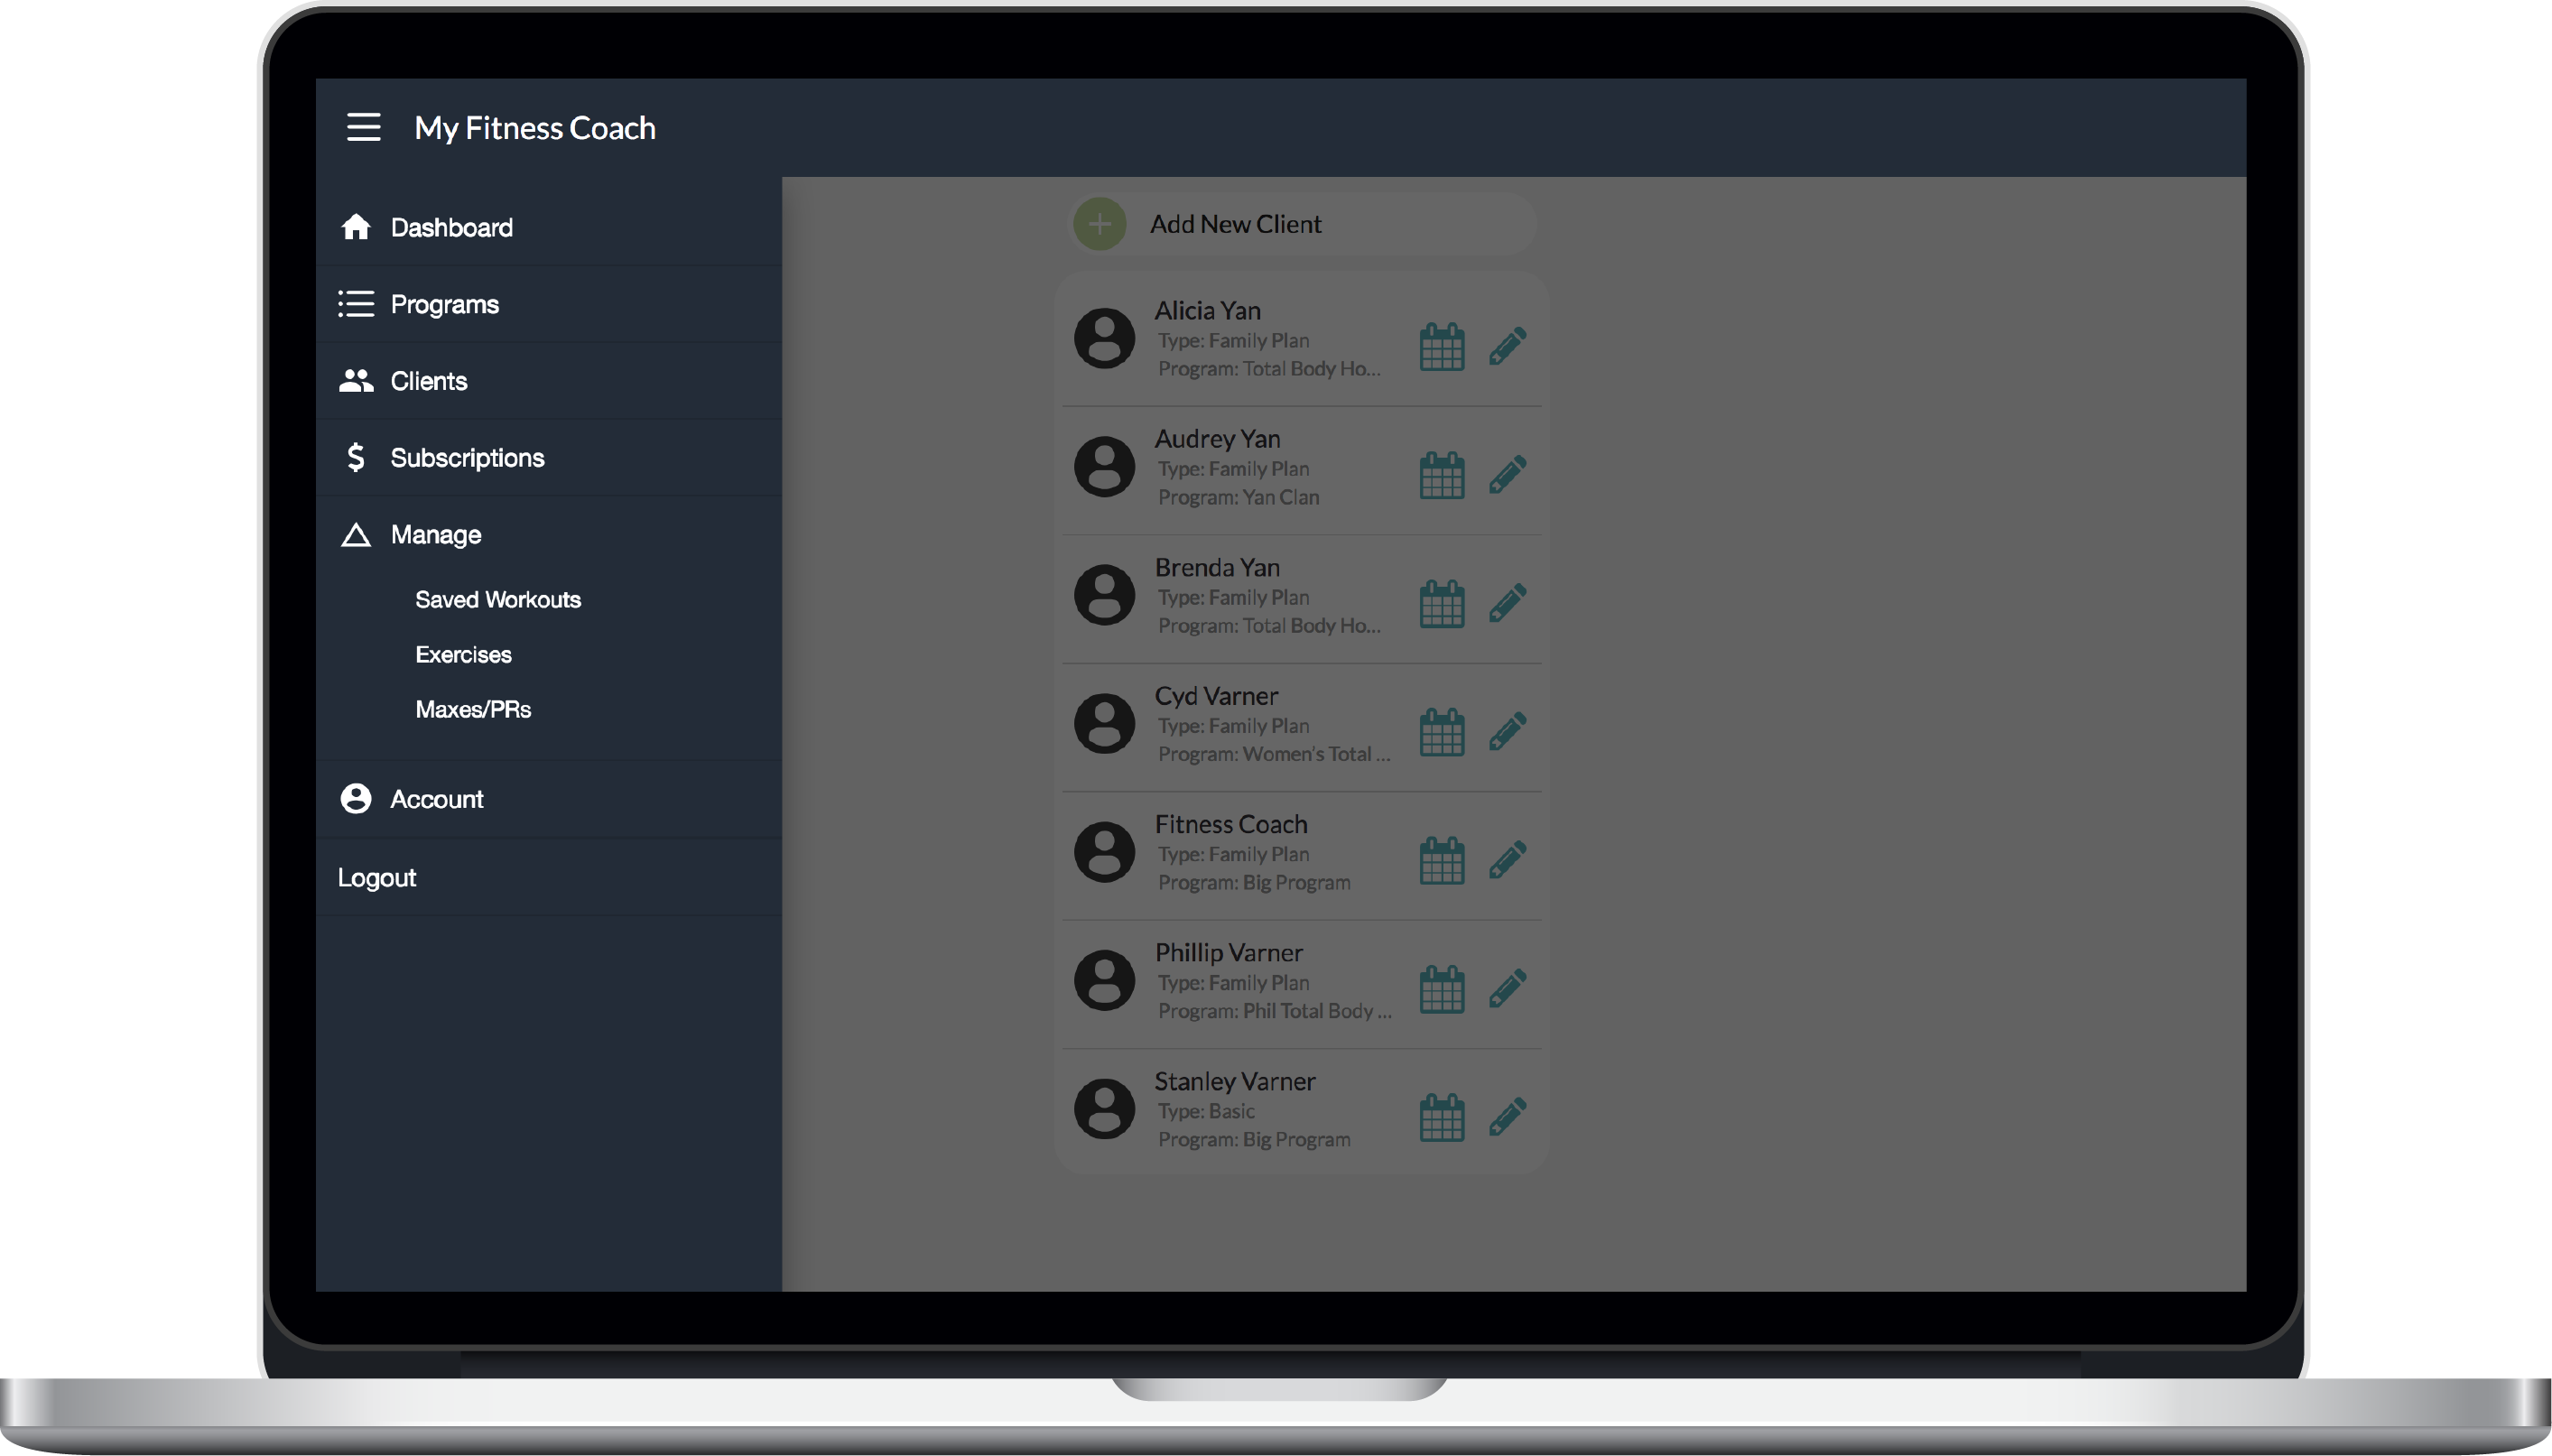 My Fitness Coach
Dashboard
Programs
Clients
Subscriptions
Manage
Saved Workouts
Exercises
Maxes/PRs
Account
Logout
Add New Client
Alicia Yan
Type: Family Plan
Program: Total Body Ho...
Audrey Yan
Type: Family Plan
Program: Yan Clan
Brenda Yan
Type: Family Plan
Program: Total Body Ho...
Cyd Varner
Type: Family Plan
Program: Women's Total ...
Fitness Coach
Type: Family Plan
Program: Big Program
Phillip Varner
Type: Family Plan
Program: Phil Total Body ...
Stanley Varner
Type: Basic
Program: Big Program